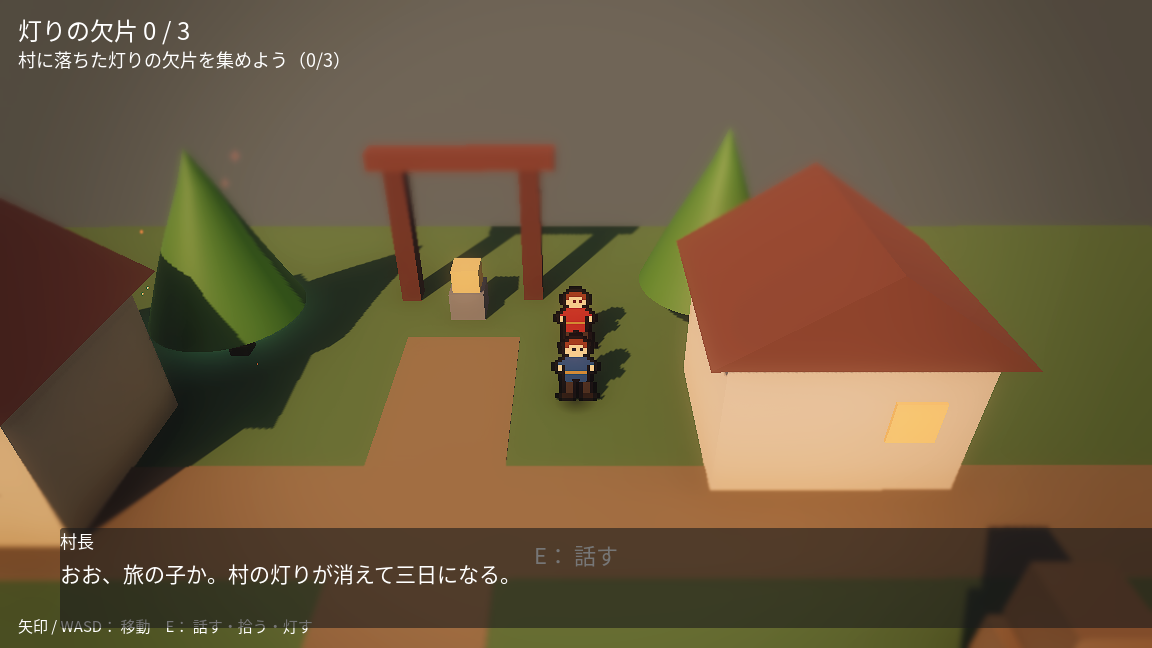 灯りの欠片 0 / 3
村に落ちた灯りの欠片を集めよう（0/3）
村長
E： 話す
おお、旅の子か。村の灯りが消えて三日になる。
矢印 / WASD： 移動　E： 話す・拾う・灯す